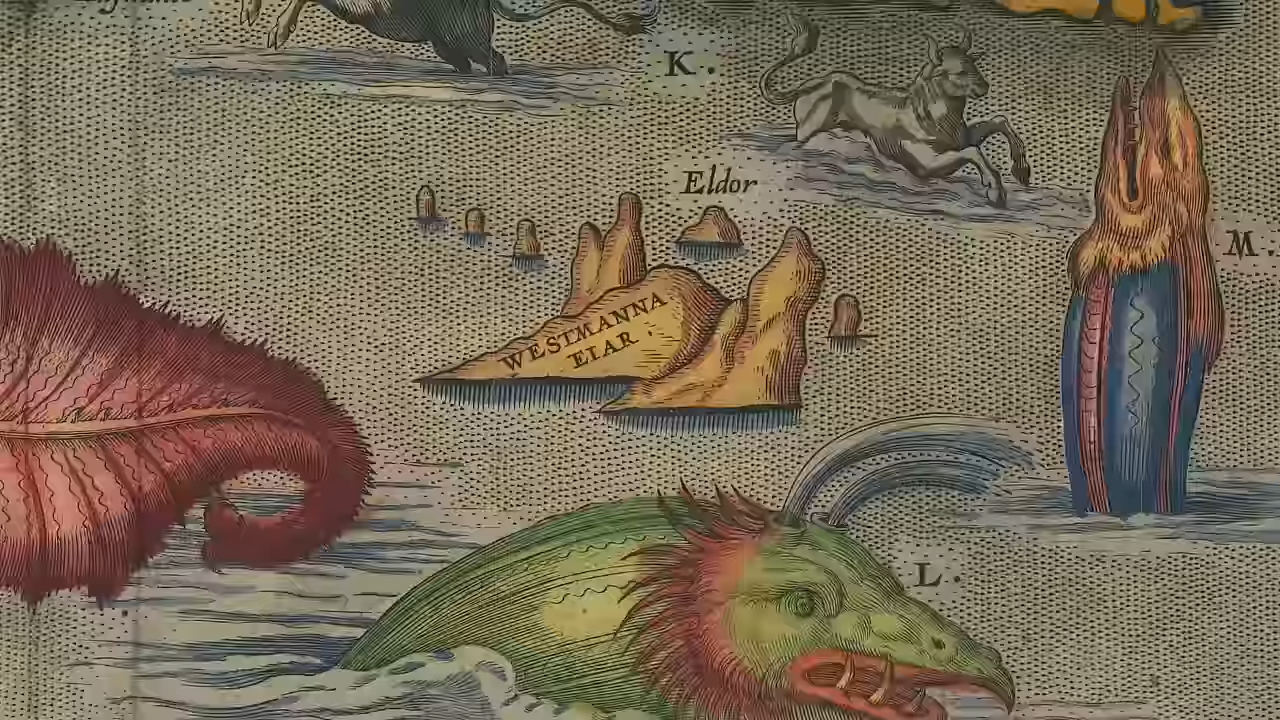 K.
Eldor
M.
WESTMANNA
EIAR.
L.